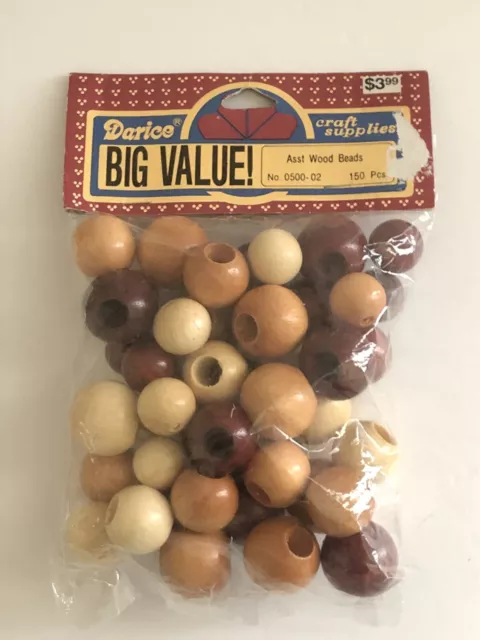 $3.99
Darice® craft supplies
BIG VALUE!
Asst Wood Beads
No. 0500-02 150 Pcs